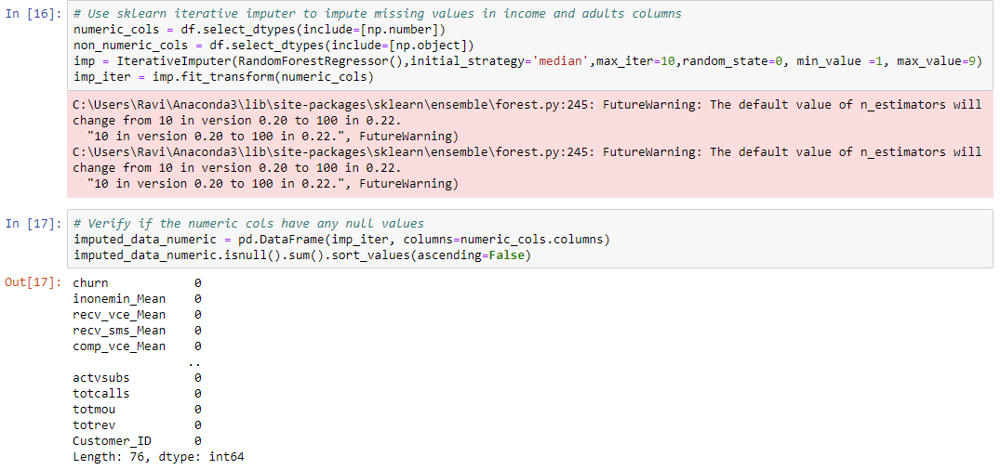 In [16]: # Use sklearn iterative imputer to impute missing values in income and adults columns
numeric_cols = df.select_dtypes(include=[np.number])
non_numeric_cols = df.select_dtypes(include=[np.object])
imp = IterativeImputer(RandomForestRegressor(),initial_strategy='median',max_iter=10,random_state=0, min_value =1, max_value=9)
imp_iter = imp.fit_transform(numeric_cols)
C:\Users\Ravi\Anaconda3\lib\site-packages\sklearn\ensemble\forest.py:245: FutureWarning: The default value of n_estimators will
change from 10 in version 0.20 to 100 in 0.22.
  "10 in version 0.20 to 100 in 0.22.", FutureWarning)
C:\Users\Ravi\Anaconda3\lib\site-packages\sklearn\ensemble\forest.py:245: FutureWarning: The default value of n_estimators will
change from 10 in version 0.20 to 100 in 0.22.
  "10 in version 0.20 to 100 in 0.22.", FutureWarning)
In [17]: # Verify if the numeric cols have any null values
imputed_data_numeric = pd.DataFrame(imp_iter, columns=numeric_cols.columns)
imputed_data_numeric.isnull().sum().sort_values(ascending=False)
Out[17]: churn            0
inonemin_Mean    0
recv_vce_Mean    0
recv_sms_Mean    0
comp_vce_Mean    0
                ..
actvsubs         0
totcalls         0
totmou           0
totrev           0
Customer_ID      0
Length: 76, dtype: int64